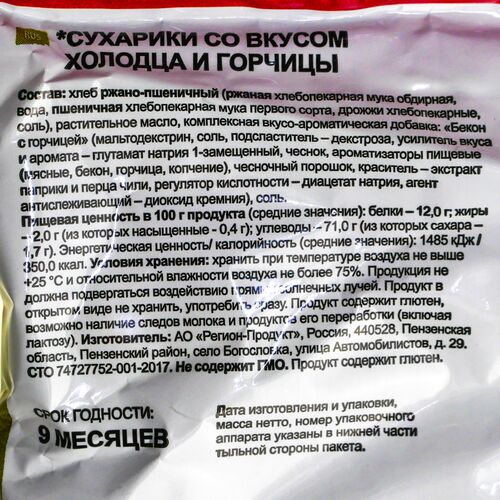 RUS
*СУХАРИКИ СО ВКУСОМ
ХОЛОДЦА И ГОРЧИЦЫ
Состав: хлеб ржано-пшеничный (ржаная хлебопекарная мука обдирная,
вода, пшеничная хлебопекарная мука первого сорта, дрожжи хлебопекарные,
соль), растительное масло, комплексная вкусо-ароматическая добавка: «Бекон
с горчицей» (мальтодекстрин, соль, подсластитель – декстроза, усилитель вкуса
и аромата – глутамат натрия 1-замещенный, чеснок, ароматизаторы пищевые
(мясные, бекон, горчица, копчение), чесночный порошок, краситель – экстракт
паприки и перца чили, регулятор кислотности – диацетат натрия, агент
антислеживающий – диоксид кремния), соль.
Пищевая ценность в 100 г продукта (средние значсния): белки – 12,0 г; жиры
– 2,0 г (из которых насыщенные - 0,4 г); углеводы – 71,0 г (из которых сахара –
1,7 г). Энергетическая ценность/ калорийность (средние значения): 1485 кДж /
350,0 ккал. Условия хранения: хранить при температуре воздуха не выше
+25 °С и относительной влажности воздуха не более 75%. Продукция не
должна подвергаться воздействию прямых солнечных лучей. Продукт в
открытом виде не хранить, употребить сразу. Продукт содержит глютен,
возможно наличие следов молока и продуктов его переработки (включая
лактозу). Изготовитель: АО «Регион-Продукт», Россия, 440528, Пензенская
область, Пензенский район, село Богословка, улица Автомобилистов, д. 29.
СТО 74727752-001-2017. Не содержит ГМО. Продукт содержит глютен.
СРОК ГОДНОСТИ:
9 МЕСЯЦЕВ
Дата изготовления и упаковки,
масса нетто, номер упаковочного
аппарата указаны в нижней части
тыльной стороны пакета.